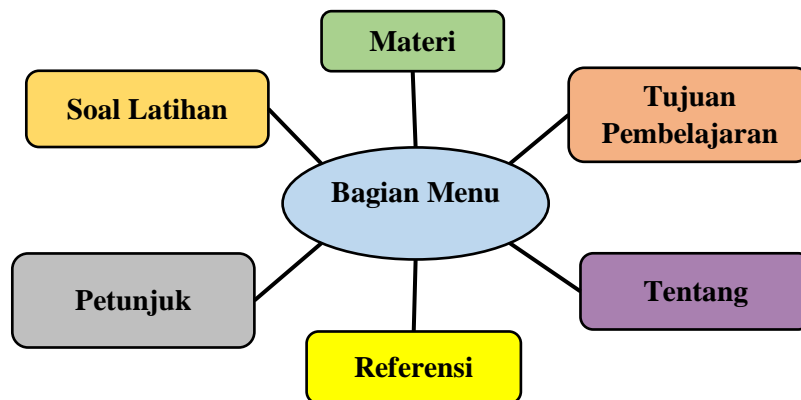 Materi
Soal Latihan
Tujuan
Pembelajaran
Bagian Menu
Petunjuk
Tentang
Referensi